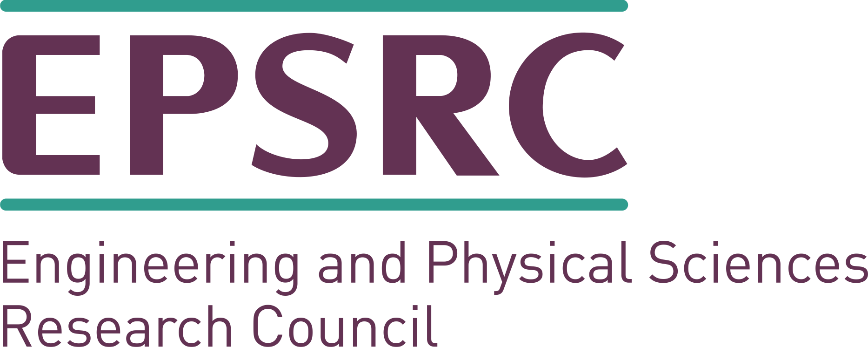 EPSRC
Engineering and Physical Sciences
Research Council